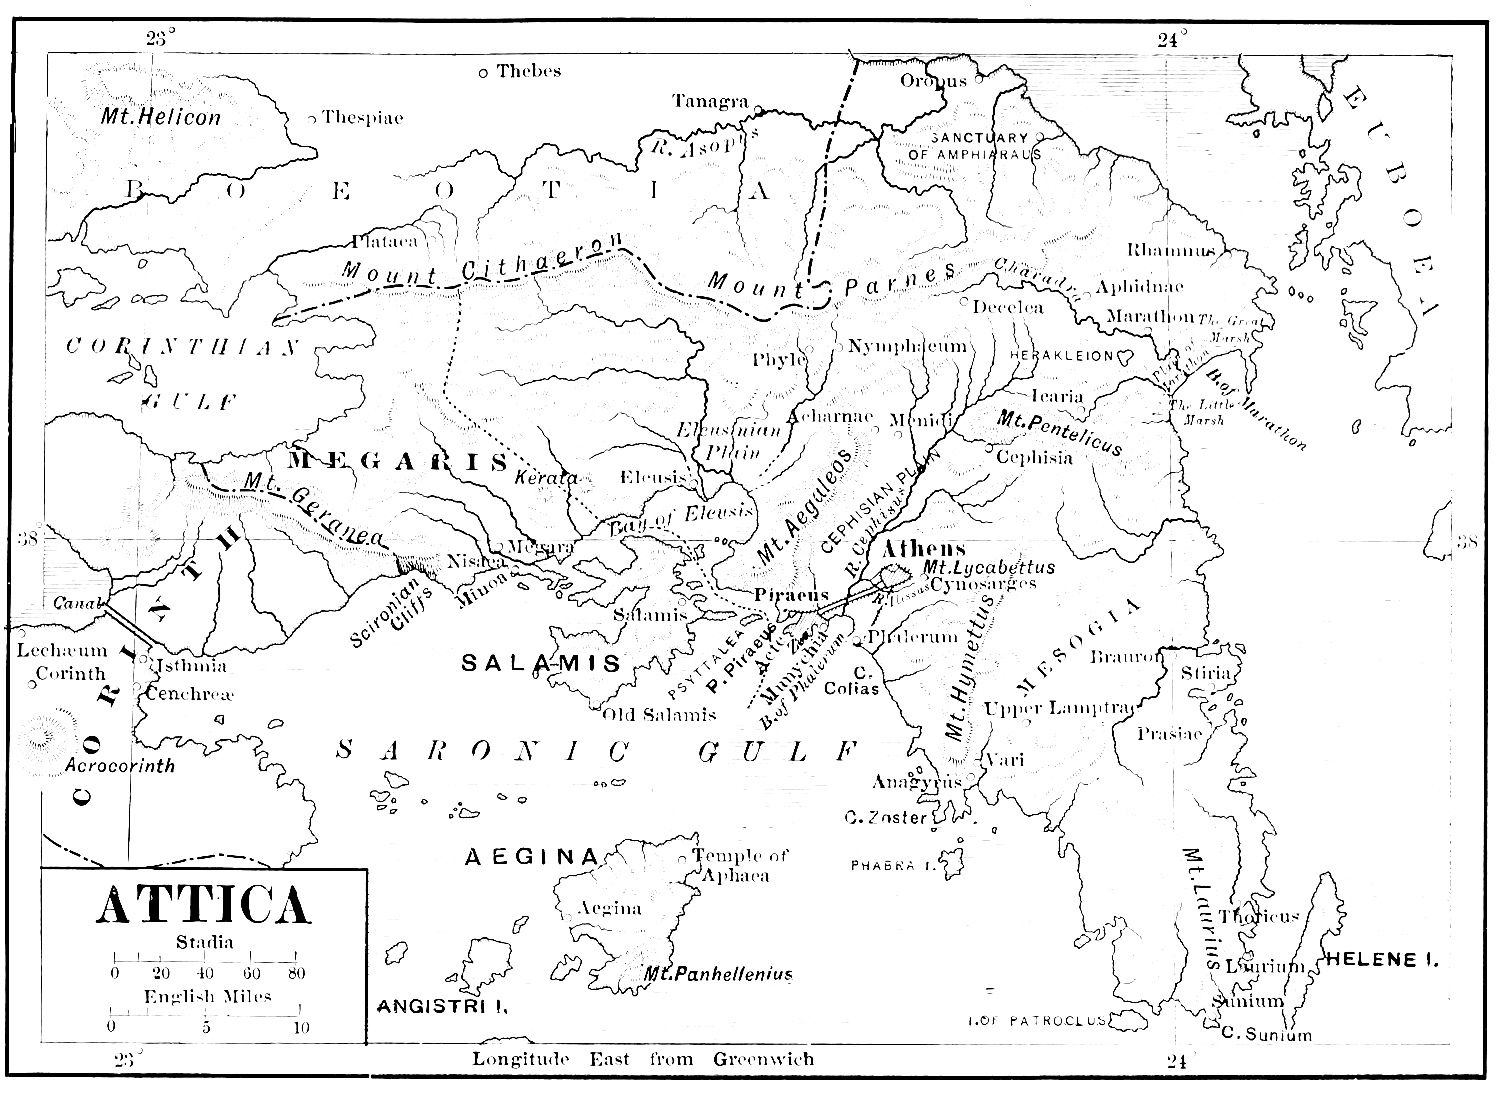 23°
24°
Thebes
Oropus
Mt. Helicon
Thespiae
Tanagra
R. Asopus
SANCTUARY
OF AMPHIARAUS
EUBOEA
BOEOTIA
Plataea
Mount Cithaeron
Mount Parnes
Charadra
Rhamnus
Aphidnae
Decelea
Marathon
The Great
Marsh
Plain of
Marathon
B. of Marathon
The Little
Marsh
CORINTHIAN
GULF
Phyle
Nymphaeum
HERAKLEION
Icaria
Acharnae
Menidi
Mt. Pentelicus
Eleusinian
Plain
Cephisia
MEGARIS
Kerata
Eleusis
Mt. Geranea
Bay of Eleusis
Mt. Aegaleos
CEPHISIAN PLAIN
R. Cephisus
38°
38°
Athens
Mt. Lycabettus
Cynosarges
R. Ilissus
Nisaea
Megara
Minoa
Scironian
Cliffs
Canal
CORINTH
Piraeus
Salamis
SALAMIS
Old Salamis
PSYTTALEA
P. Piraeus
Acte
Zea
Munychia
B. of Phalerum
Phalerum
C.
Colias
Mt. Hymettus
MESOGIA
Brauron
Stiria
Lechaeum
Corinth
Isthmia
Cenchreæ
Acrocorinth
Upper Lamptrae
Prasiae
SARONIC GULF
Vari
Anagyrus
C. Zoster
PHABRA I.
AEGINA
Temple of
Aphaea
Aegina
Mt. Panhellenius
ANGISTRI I.
Mt. Laurius
Thoricus
Laurium
HELENE I.
Sunium
C. Sunium
I. OF PATROCLUS
ATTICA
Stadia
0 20 40 60 80
English Miles
0 5 10
23°
Longitude East from Greenwich
24°